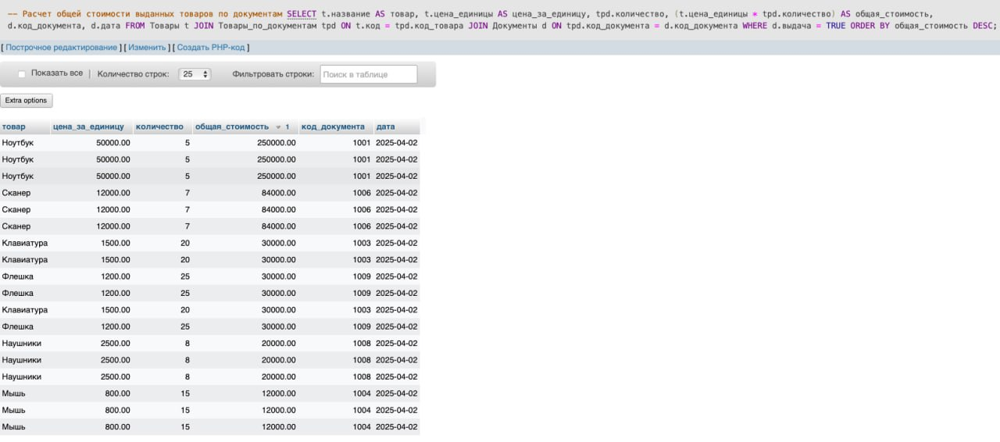 -- Расчет общей стоимости выданных товаров по документам SELECT t.название AS товар, t.цена_единицы AS цена_за_единицу, tpd.количество, (t.цена_единицы * tpd.количество) AS общая_стоимость,
d.код_документа, d.дата FROM Товары t JOIN Товары_по_документам tpd ON t.код = tpd.код_товара JOIN Документы d ON tpd.код_документа = d.код_документа WHERE d.выдача = TRUE ORDER BY общая_стоимость DESC;
[ Построчное редактирование ] [ Изменить ] [ Создать PHP-код ]
Показать все | Количество строк: 25 Фильтровать строки: Поиск в таблице
Extra options
товар цена_за_единицу количество общая_стоимость 1 код_документа дата
Ноутбук 50000.00 5 250000.00 1001 2025-04-02
Ноутбук 50000.00 5 250000.00 1001 2025-04-02
Ноутбук 50000.00 5 250000.00 1001 2025-04-02
Сканер 12000.00 7 84000.00 1006 2025-04-02
Сканер 12000.00 7 84000.00 1006 2025-04-02
Сканер 12000.00 7 84000.00 1006 2025-04-02
Клавиатура 1500.00 20 30000.00 1003 2025-04-02
Клавиатура 1500.00 20 30000.00 1003 2025-04-02
Флешка 1200.00 25 30000.00 1009 2025-04-02
Флешка 1200.00 25 30000.00 1009 2025-04-02
Клавиатура 1500.00 20 30000.00 1003 2025-04-02
Флешка 1200.00 25 30000.00 1009 2025-04-02
Наушники 2500.00 8 20000.00 1008 2025-04-02
Наушники 2500.00 8 20000.00 1008 2025-04-02
Наушники 2500.00 8 20000.00 1008 2025-04-02
Мышь 800.00 15 12000.00 1004 2025-04-02
Мышь 800.00 15 12000.00 1004 2025-04-02
Мышь 800.00 15 12000.00 1004 2025-04-02